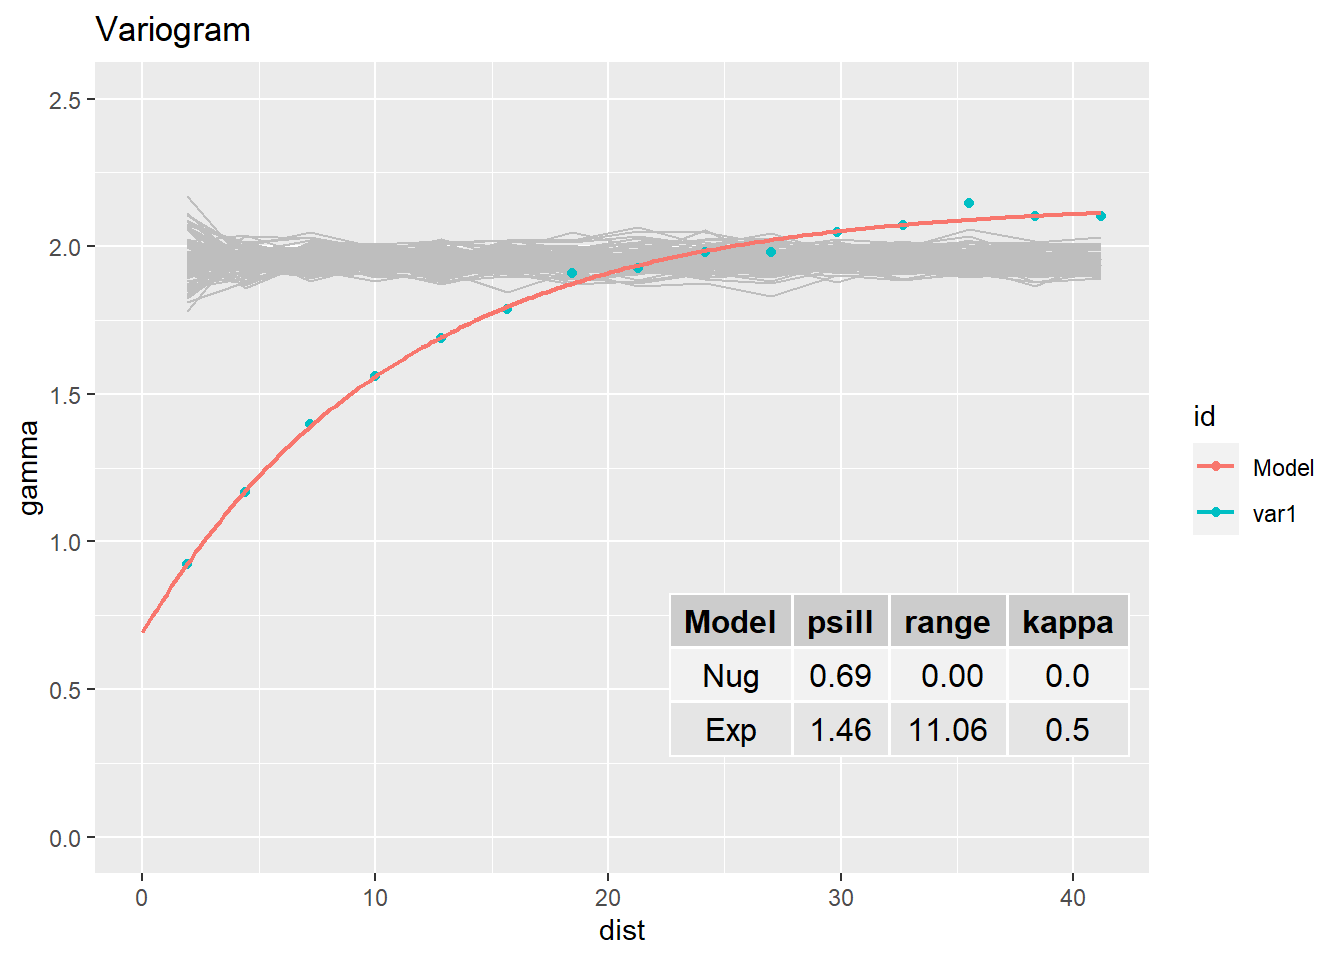 Variogram
2.5
2.0
1.5
1.0
0.5
0.0
gamma
0 10 20 30 40
dist
id
Model
var1
Model psill range kappa
Nug 0.69 0.00 0.0
Exp 1.46 11.06 0.5